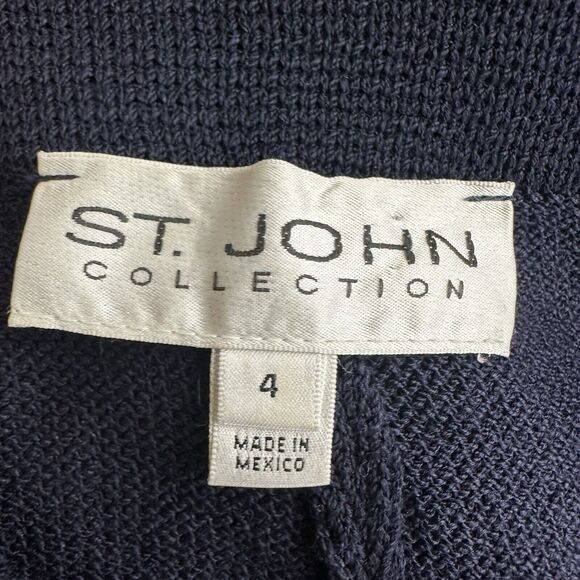 ST. JOHN
COLLECTION
4
MADE IN
MEXICO